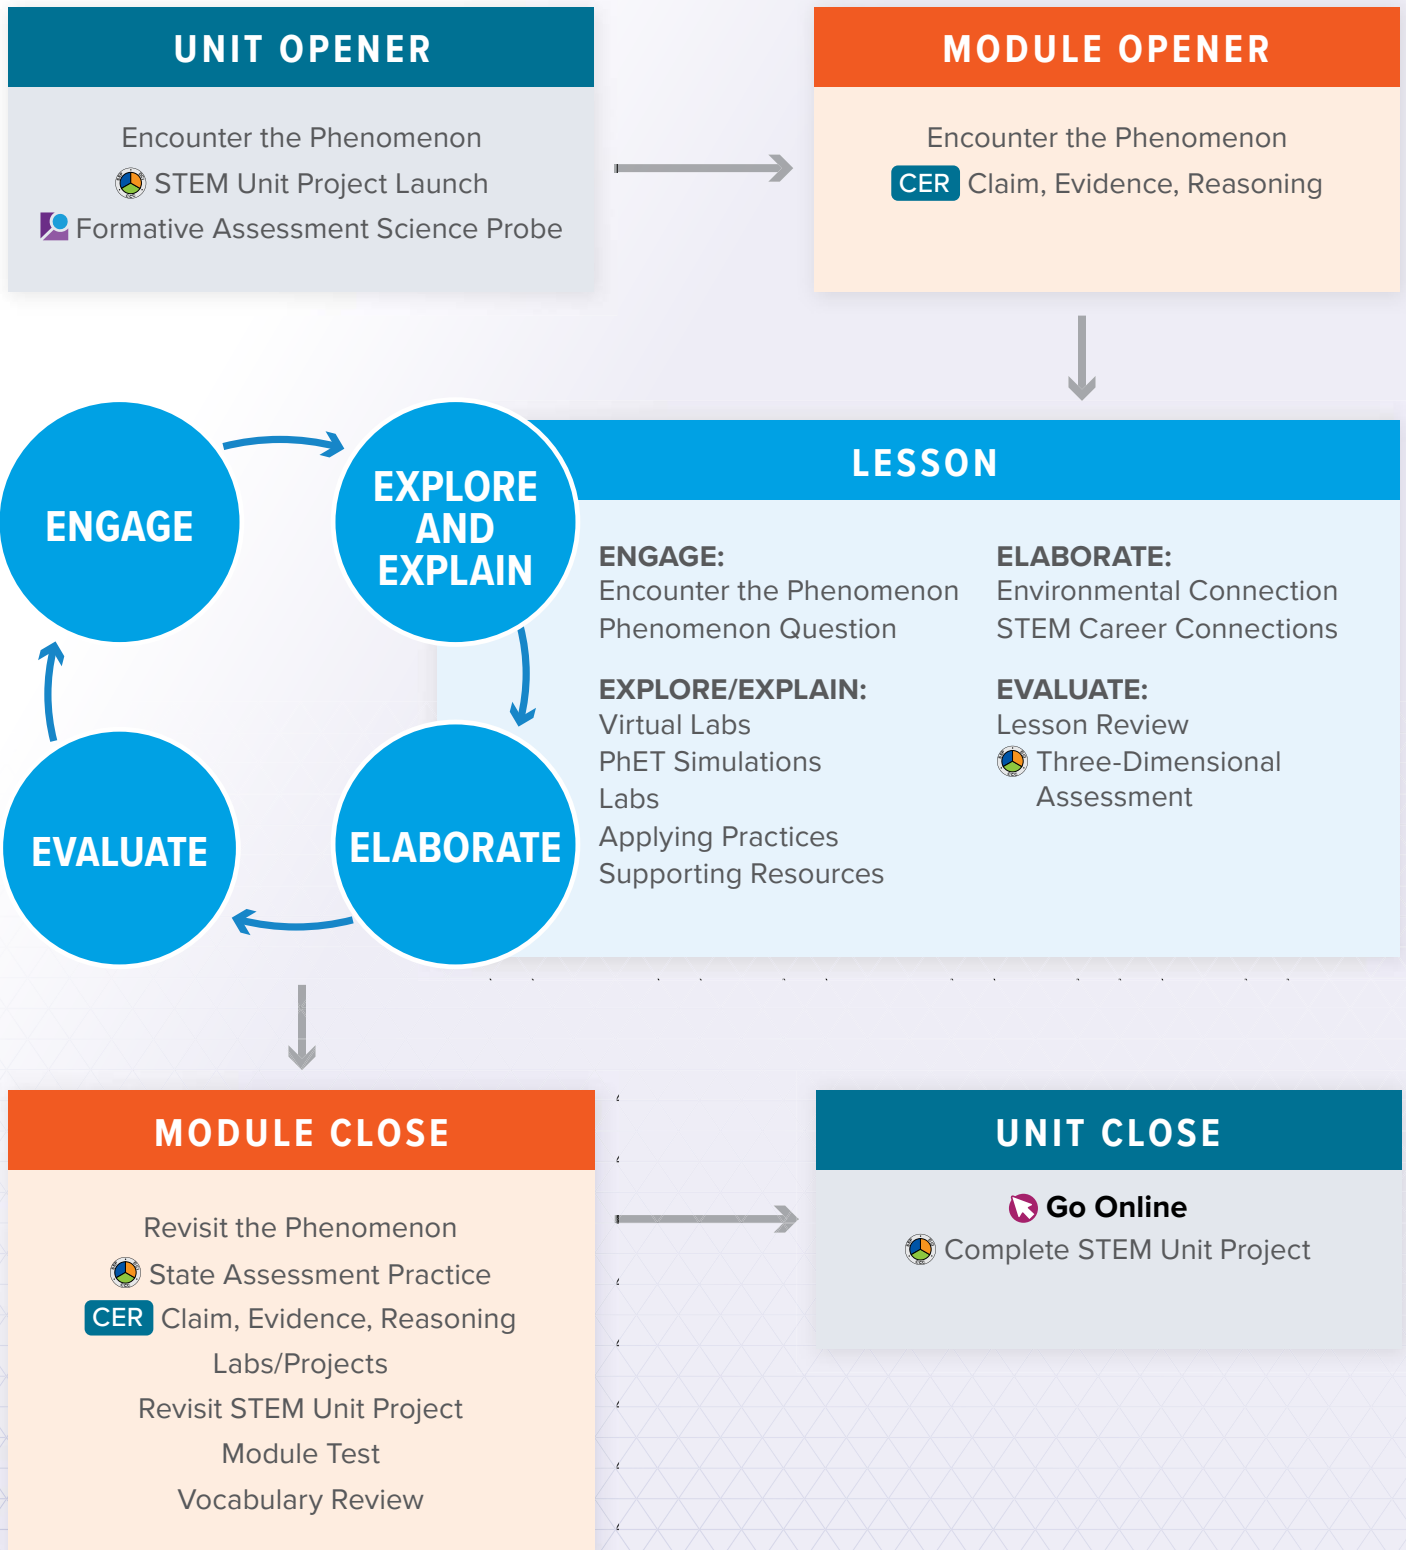 UNIT OPENER
Encounter the Phenomenon
STEM Unit Project Launch
Formative Assessment Science Probe
MODULE OPENER
Encounter the Phenomenon
CER Claim, Evidence, Reasoning
ENGAGE
EXPLORE
AND
EXPLAIN
ELABORATE
EVALUATE
LESSON
ENGAGE:
Encounter the Phenomenon
Phenomenon Question
EXPLORE/EXPLAIN:
Virtual Labs
PhET Simulations
Labs
Applying Practices
Supporting Resources
ELABORATE:
Environmental Connection
STEM Career Connections
EVALUATE:
Lesson Review
Three-Dimensional
Assessment
MODULE CLOSE
Revisit the Phenomenon
State Assessment Practice
CER Claim, Evidence, Reasoning
Labs/Projects
Revisit STEM Unit Project
Module Test
Vocabulary Review
UNIT CLOSE
Go Online
Complete STEM Unit Project